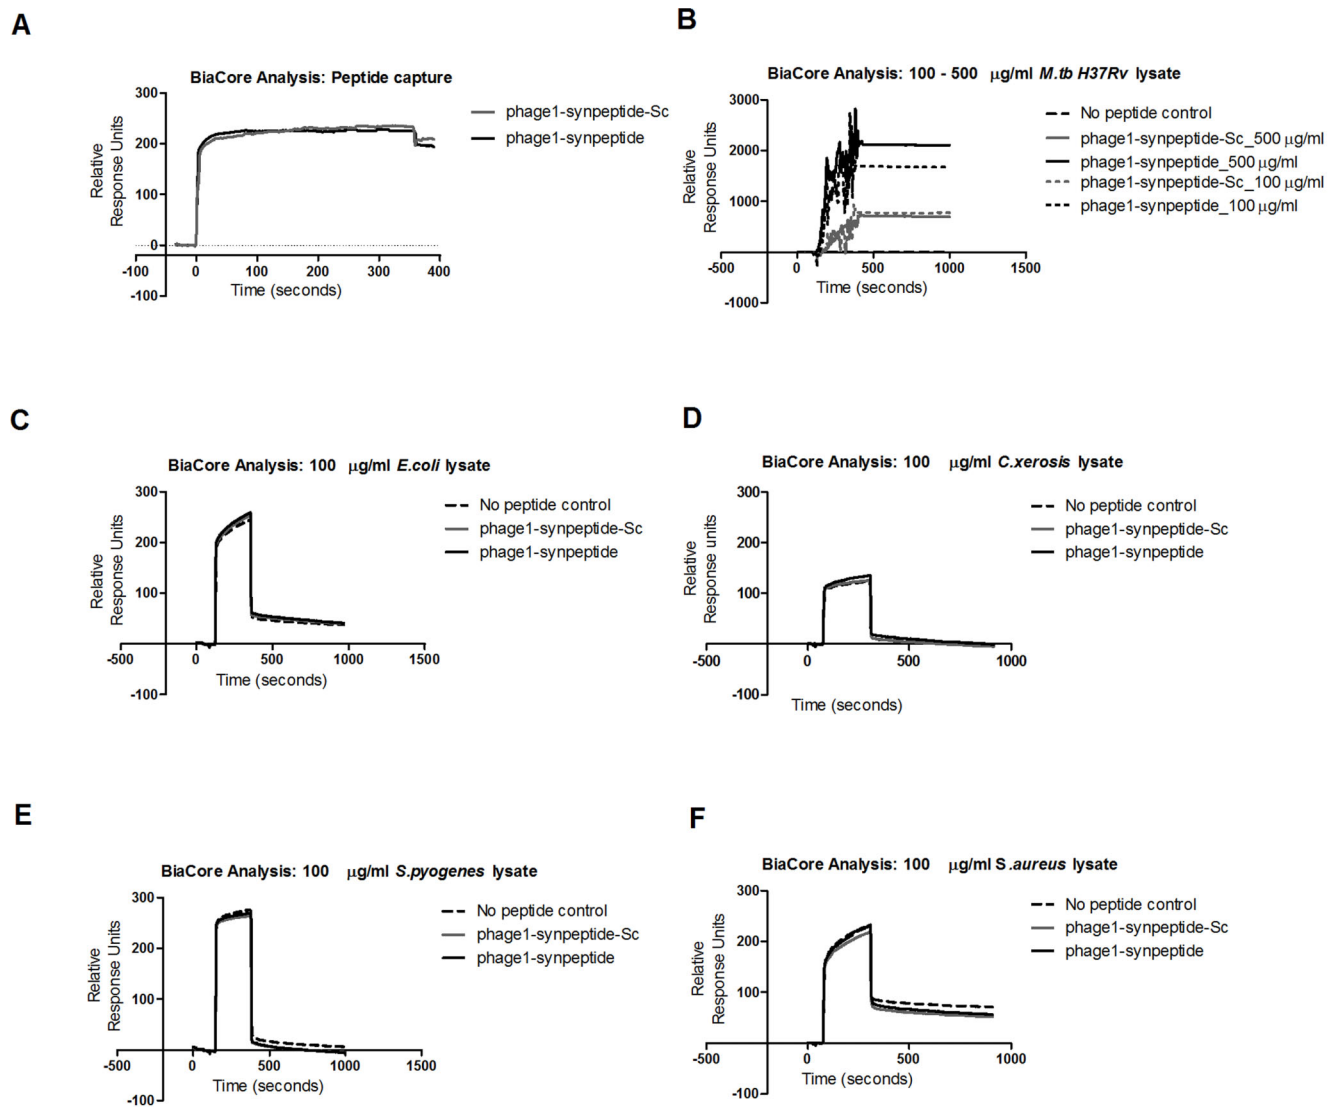 A
BiaCore Analysis: Peptide capture
300
200
100
0
-100
-100
0
100
200
300
400
Relative
Response Units
Time (seconds)
phage1-synpeptide-Sc
phage1-synpeptide
B
BiaCore Analysis: 100 - 500 μg/ml M.tb H37Rv lysate
3000
2000
1000
-1000
-500
0
500
1000
1500
Relative
Response Units
Time (seconds)
No peptide control
phage1-synpeptide-Sc_500 μg/ml
phage1-synpeptide_500 μg/ml
phage1-synpeptide-Sc_100 μg/ml
phage1-synpeptide_100 μg/ml
C
BiaCore Analysis: 100 μg/ml E.coli lysate
300
200
100
-100
-500
0
500
1000
1500
Relative
Response Units
Time (seconds)
No peptide control
phage1-synpeptide-Sc
phage1-synpeptide
D
BiaCore Analysis: 100 μg/ml C.xerosis lysate
300
200
100
-100
-500
0
500
1000
Relative
Response Units
Time (seconds)
No peptide control
phage1-synpeptide-Sc
phage1-synpeptide
E
BiaCore Analysis: 100 μg/ml S.pyogenes lysate
300
200
100
-100
-500
0
500
1000
1500
Relative
Response Units
Time (seconds)
No peptide control
phage1-synpeptide-Sc
phage1-synpeptide
F
BiaCore Analysis: 100 μg/ml S.aureus lysate
300
200
100
-100
-500
0
500
1000
Relative
Response Units
Time (seconds)
No peptide control
phage1-synpeptide-Sc
phage1-synpeptide